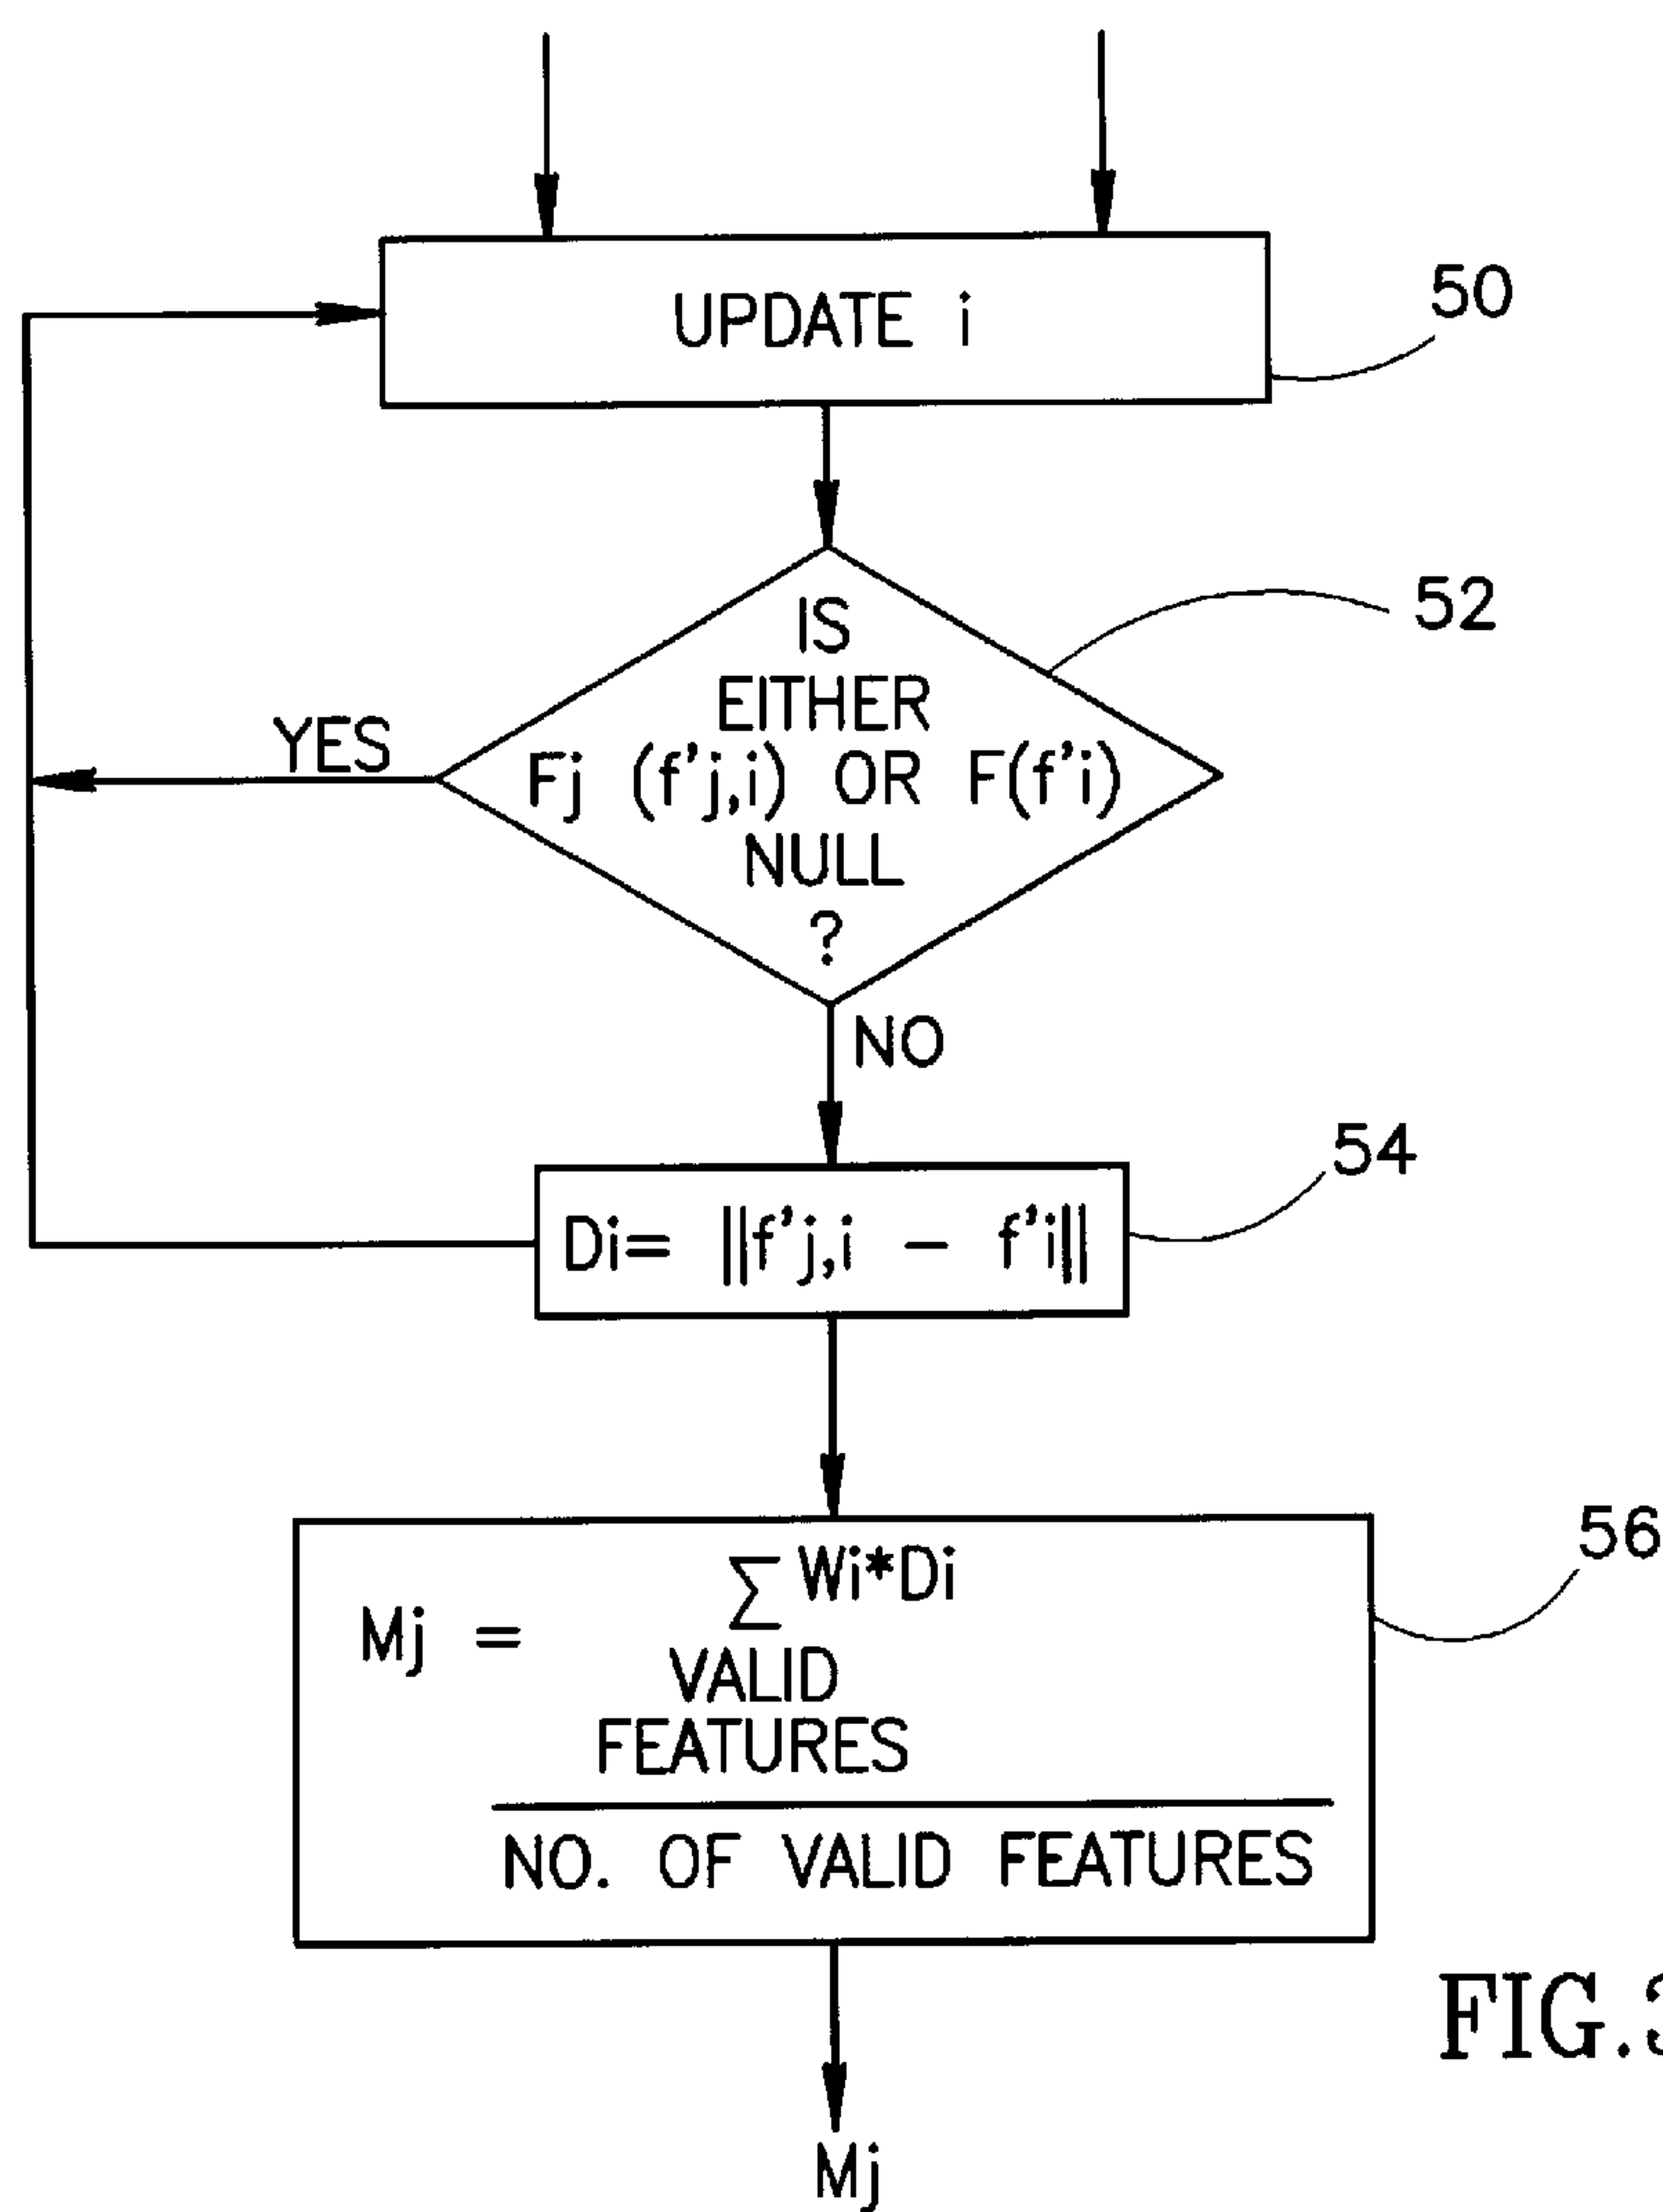 UPDATE i
50
IS
EITHER
Fj (f'j,i) OR F(f'i)
NULL
?
52
YES
NO
Di= ||f'j,i - f'i||
54
Mj = ∑ Wi*Di
VALID
FEATURES
NO. OF VALID FEATURES
56
Mj
FIG.